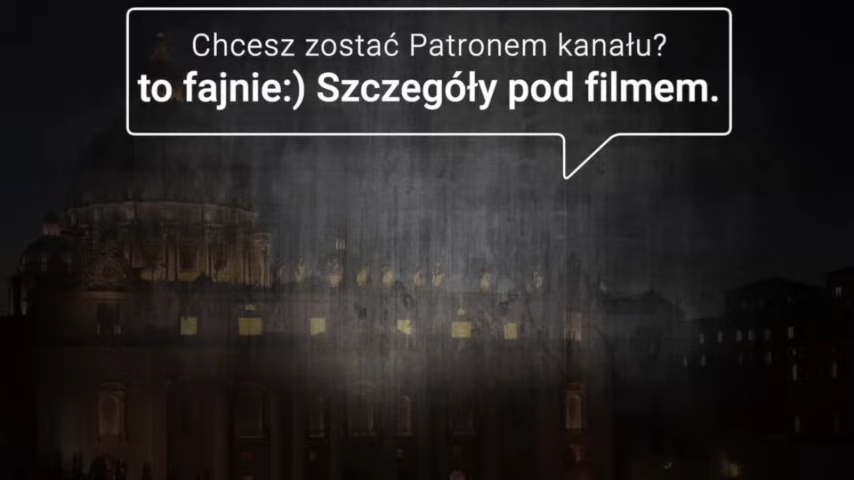 Chcesz zostać Patronem kanału?
to fajnie:) Szczegóły pod filmem.